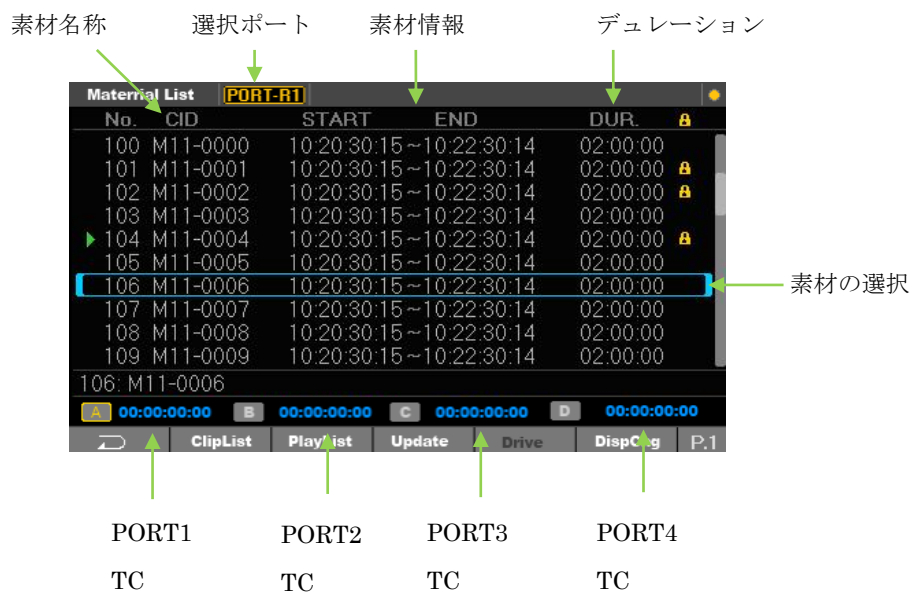 素材名称 選択ポート 素材情報 デュレーション
Maternial List PORT-R1
No. CID START END DUR.
100 M11-0000 10:20:30:15~10:22:30:14 02:00:00
101 M11-0001 10:20:30:15~10:22:30:14 02:00:00
102 M11-0002 10:20:30:15~10:22:30:14 02:00:00
103 M11-0003 10:20:30:15~10:22:30:14 02:00:00
104 M11-0004 10:20:30:15~10:22:30:14 02:00:00
105 M11-0005 10:20:30:15~10:22:30:14 02:00:00
106 M11-0006 10:20:30:15~10:22:30:14 02:00:00
素材の選択
107 M11-0007 10:20:30:15~10:22:30:14 02:00:00
108 M11-0008 10:20:30:15~10:22:30:14 02:00:00
109 M11-0009 10:20:30:15~10:22:30:14 02:00:00
106: M11-0006
A 00:00:00:00 B 00:00:00:00 C 00:00:00:00 D 00:00:00:00
ClipList PlayList Update Drive DispChg P.1
PORT1 PORT2 PORT3 PORT4
TC TC TC TC